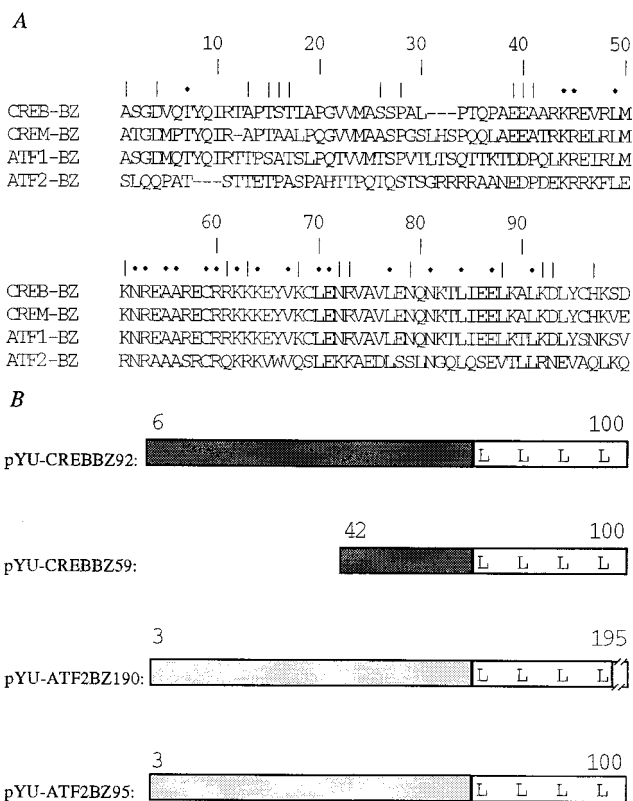 A
10 20 30 40 50
CREB-BZ ASGDVQTYQIRTAPTSTIAPGVVMASSPAL---PTQPAEEAARKREVRLM
CREM-BZ ATGDMPTYQIR-APTAALPQGVVMAASPGSLHSPQQLAEEATRKREIRLM
ATF1-BZ ASGDMQTYQIRTTPSATSLPQTVVMTSPVTLTSQTTKTDDPQLKREIRLM
ATF2-BZ SLQQPAT---STTETPASPAHTTPQTQSTSGRRRRAANEDPDEKRRKFLE
60 70 80 90
CREB-BZ KNREAARECRRKKKEYVKCLENRVAVLENQNKTLIEELKALKDLYCHKSD
CREM-BZ KNREAARECRRKKKEYVKCLENRVAVLENQNKTLIEELKALKDLYCHKVE
ATF1-BZ KNREAARECRRKKKEYVKCLENRVAVLENQNKTLIEELKTLKDLYSNKSV
ATF2-BZ RNRAAASRCRQKRKVWVQSLEKKAEDLSSLNGQLQSEVTLLRNEVAQLKQ
B
6 100
pYU-CREBBZ92: L L L L
42 100
pYU-CREBBZ59: L L L L
3 195
pYU-ATF2BZ190: L L L L
3 100
pYU-ATF2BZ95: L L L L